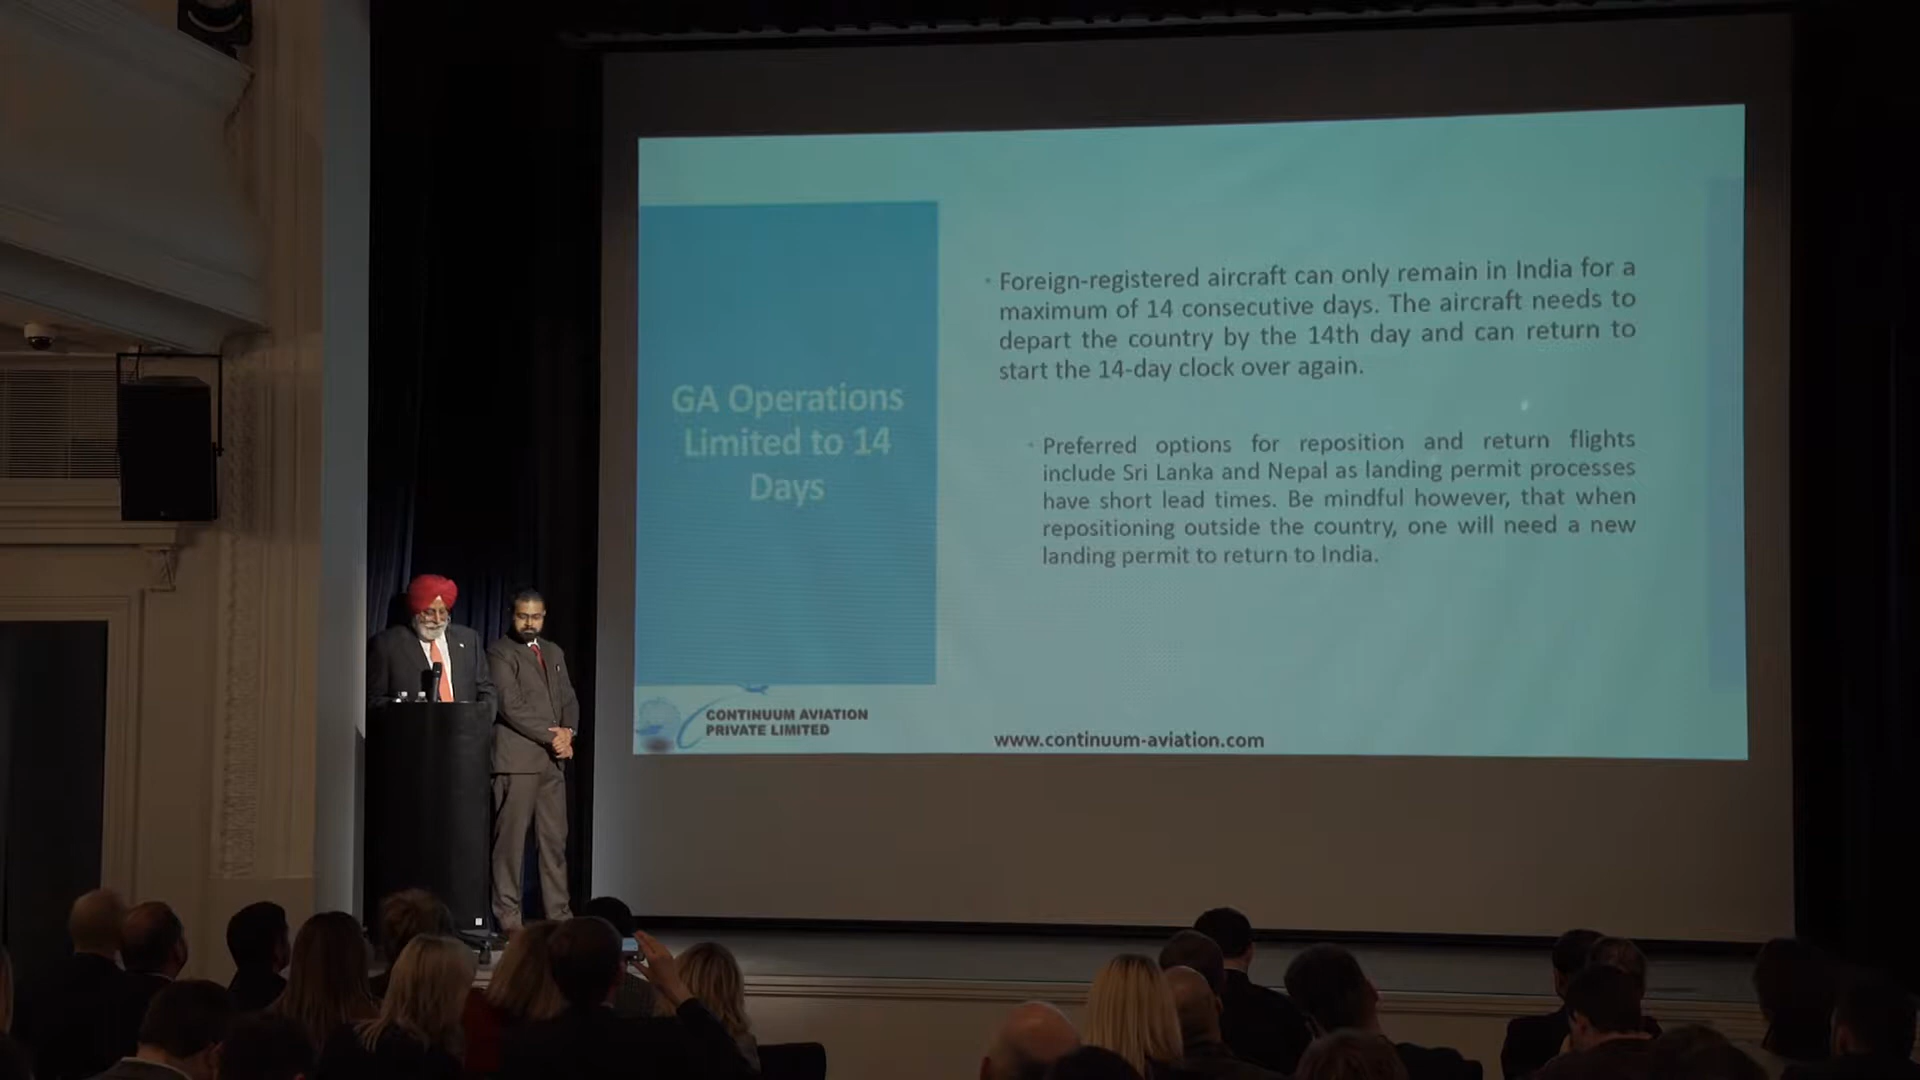 GA Operations
Limited to 14
Days
Foreign-registered aircraft can only remain in India for a
maximum of 14 consecutive days. The aircraft needs to
depart the country by the 14th day and can return to
start the 14-day clock over again.
Preferred options for reposition and return flights
include Sri Lanka and Nepal as landing permit processes
have short lead times. Be mindful however, that when
repositioning outside the country, one will need a new
landing permit to return to India.
CONTINUUM AVIATION
PRIVATE LIMITED
www.continuum-aviation.com